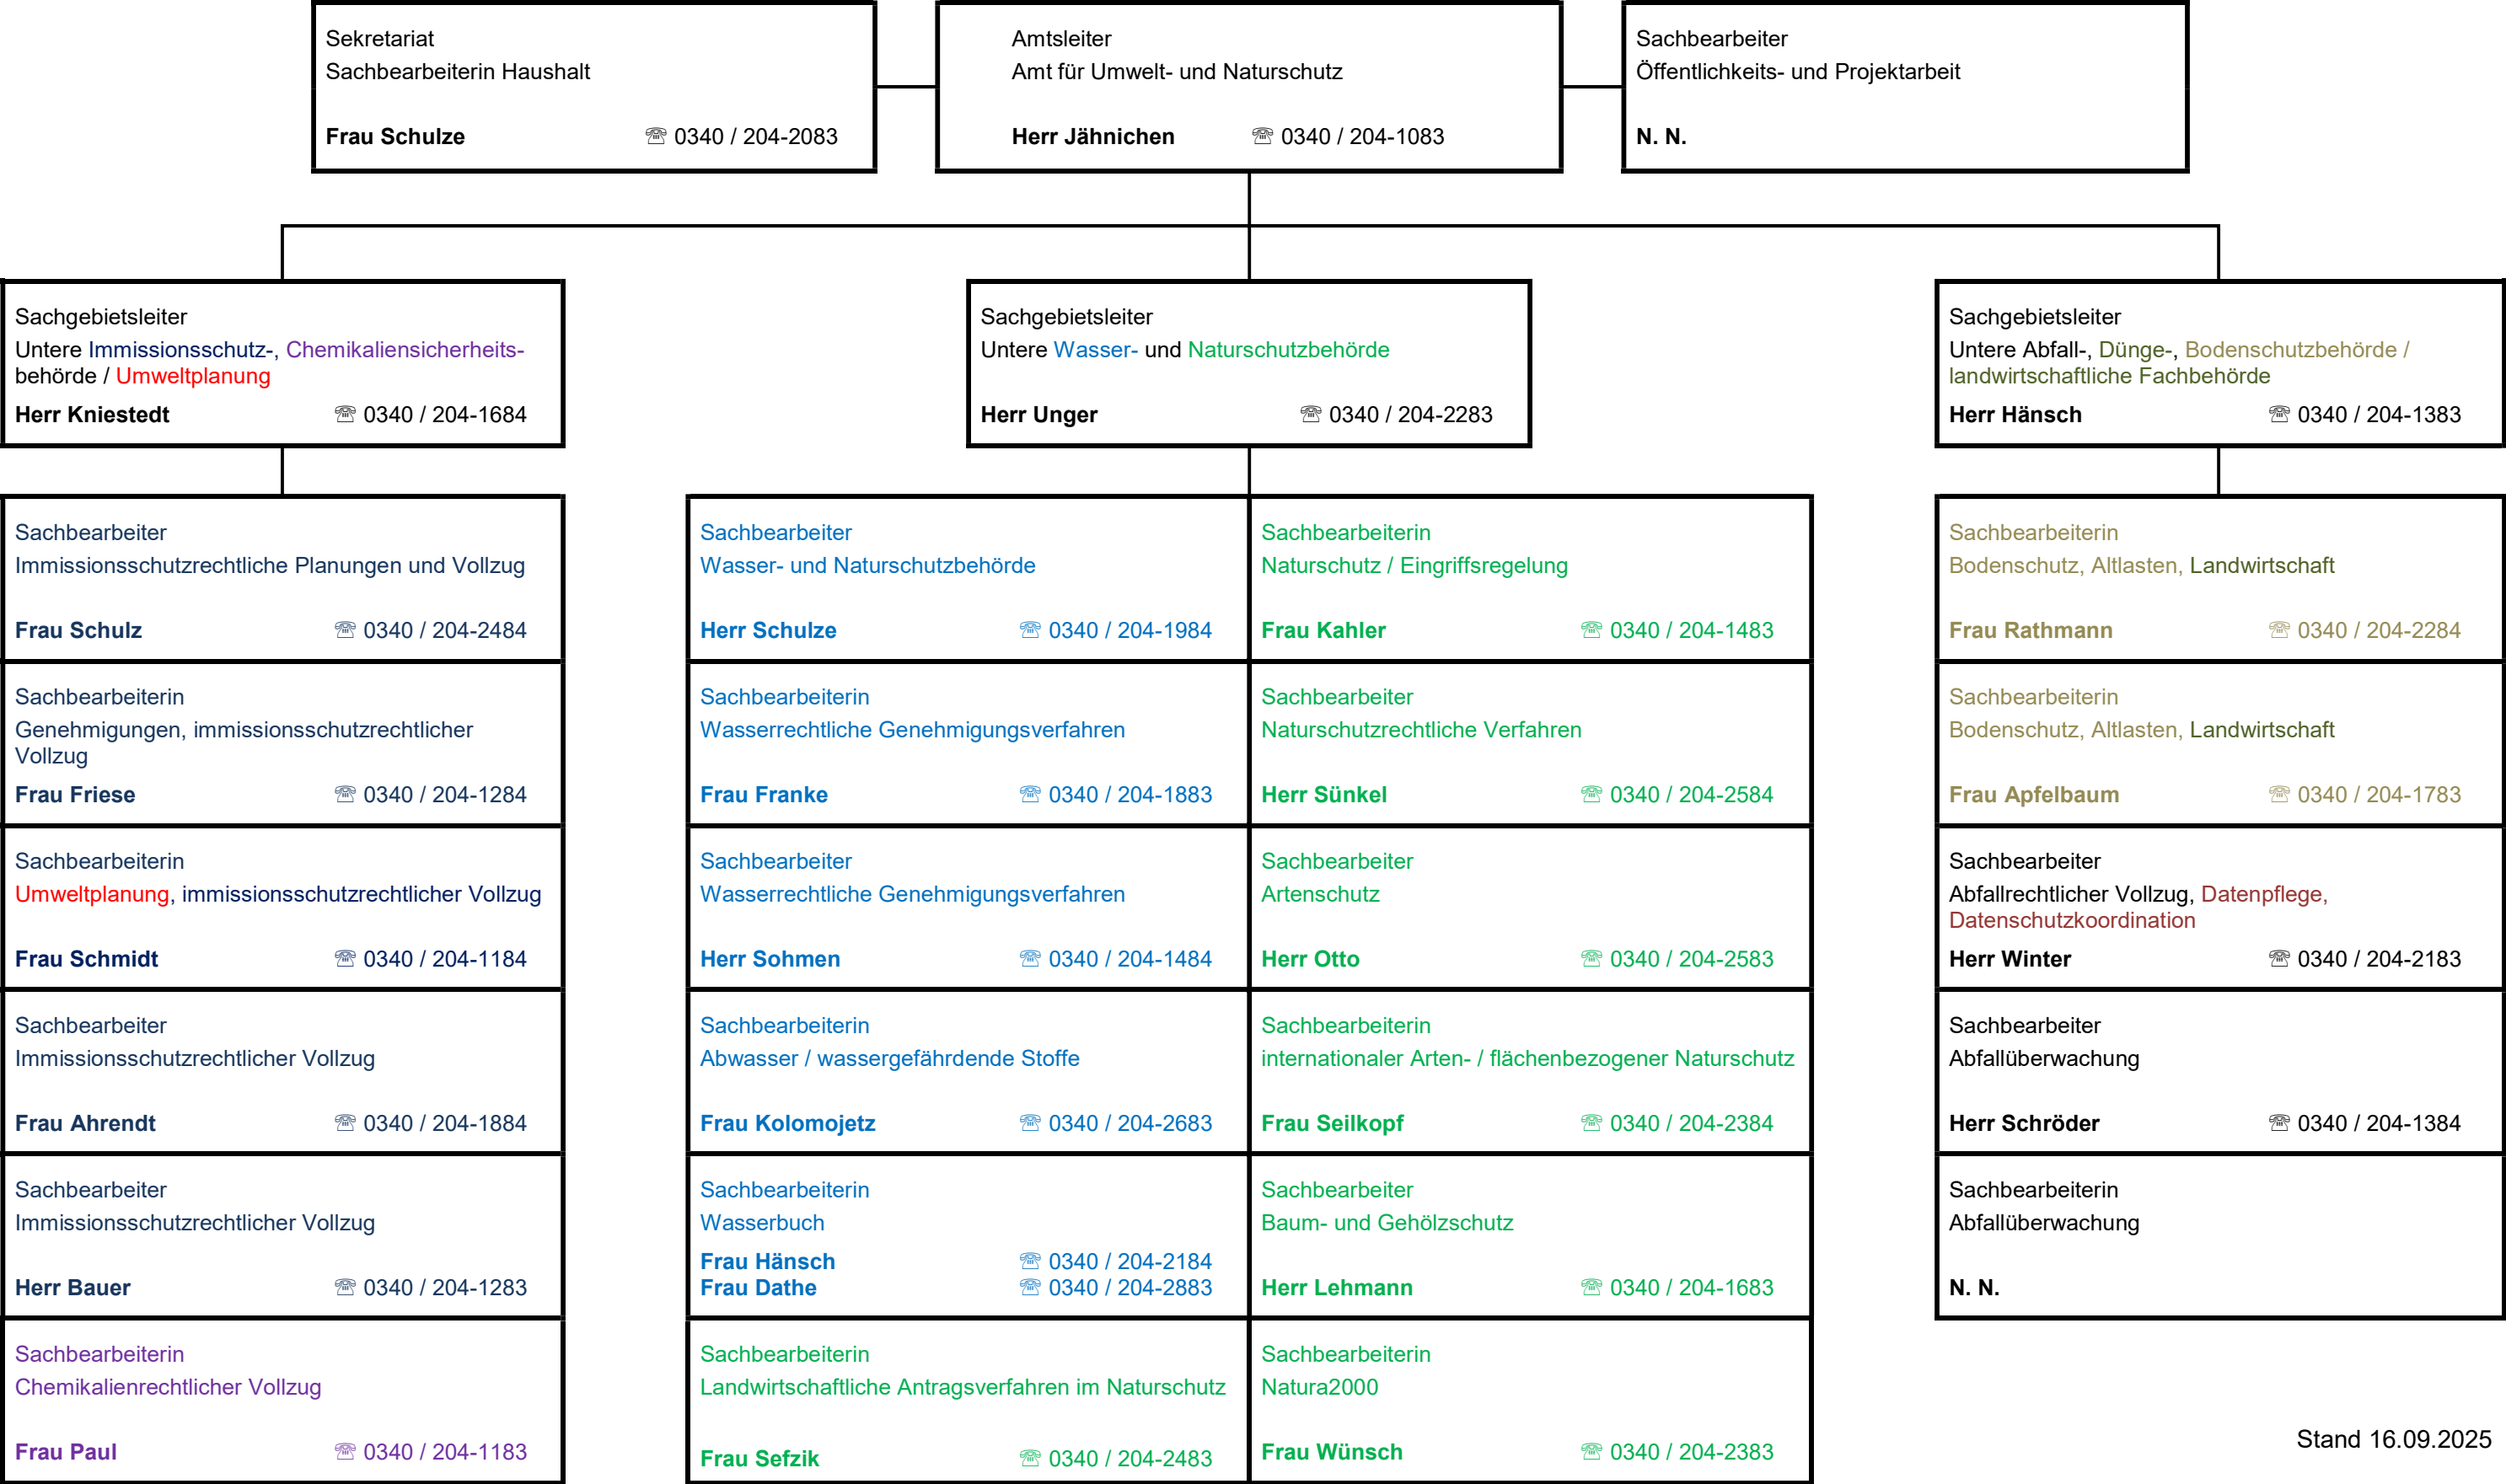 Sekretariat
Sachbearbeiterin Haushalt
Frau Schulze ☏ 0340 / 204-2083
Amtsleiter
Amt für Umwelt- und Naturschutz
Herr Jähnichen ☏ 0340 / 204-1083
Sachbearbeiter
Öffentlichkeits- und Projektarbeit
N. N.
Sachgebietsleiter
Untere Immissionsschutz-, Chemikaliensicherheits-
behörde / Umweltplanung
Herr Kniestedt ☏ 0340 / 204-1684
Sachgebietsleiter
Untere Wasser- und Naturschutzbehörde
Herr Unger ☏ 0340 / 204-2283
Sachgebietsleiter
Untere Abfall-, Dünge-, Bodenschutzbehörde /
landwirtschaftliche Fachbehörde
Herr Hänsch ☏ 0340 / 204-1383
Sachbearbeiter
Immissionsschutzrechtliche Planungen und Vollzug
Frau Schulz ☏ 0340 / 204-2484
Sachbearbeiterin
Genehmigungen, immissionsschutzrechtlicher
Vollzug
Frau Friese ☏ 0340 / 204-1284
Sachbearbeiterin
Umweltplanung, immissionsschutzrechtlicher Vollzug
Frau Schmidt ☏ 0340 / 204-1184
Sachbearbeiter
Immissionsschutzrechtlicher Vollzug
Frau Ahrendt ☏ 0340 / 204-1884
Sachbearbeiter
Immissionsschutzrechtlicher Vollzug
Herr Bauer ☏ 0340 / 204-1283
Sachbearbeiterin
Chemikalienrechtlicher Vollzug
Frau Paul ☏ 0340 / 204-1183
Sachbearbeiter
Wasser- und Naturschutzbehörde
Herr Schulze ☏ 0340 / 204-1984
Sachbearbeiterin
Wasserrechtliche Genehmigungsverfahren
Frau Franke ☏ 0340 / 204-1883
Sachbearbeiter
Wasserrechtliche Genehmigungsverfahren
Herr Sohmen ☏ 0340 / 204-1484
Sachbearbeiterin
Abwasser / wassergefährdende Stoffe
Frau Kolomojetz ☏ 0340 / 204-2683
Sachbearbeiterin
Wasserbuch
Frau Hänsch ☏ 0340 / 204-2184
Frau Dathe ☏ 0340 / 204-2883
Sachbearbeiterin
Landwirtschaftliche Antragsverfahren im Naturschutz
Frau Sefzik ☏ 0340 / 204-2483
Sachbearbeiterin
Naturschutz / Eingriffsregelung
Frau Kahler ☏ 0340 / 204-1483
Sachbearbeiter
Naturschutzrechtliche Verfahren
Herr Sünkel ☏ 0340 / 204-2584
Sachbearbeiter
Artenschutz
Herr Otto ☏ 0340 / 204-2583
Sachbearbeiterin
internationaler Arten- / flächenbezogener Naturschutz
Frau Seilkopf ☏ 0340 / 204-2384
Sachbearbeiter
Baum- und Gehölzschutz
Herr Lehmann ☏ 0340 / 204-1683
Sachbearbeiterin
Natura2000
Frau Wünsch ☏ 0340 / 204-2383
Sachbearbeiterin
Bodenschutz, Altlasten, Landwirtschaft
Frau Rathmann ☏ 0340 / 204-2284
Sachbearbeiterin
Bodenschutz, Altlasten, Landwirtschaft
Frau Apfelbaum ☏ 0340 / 204-1783
Sachbearbeiter
Abfallrechtlicher Vollzug, Datenpflege,
Datenschutzkoordination
Herr Winter ☏ 0340 / 204-2183
Sachbearbeiter
Abfallüberwachung
Herr Schröder ☏ 0340 / 204-1384
Sachbearbeiterin
Abfallüberwachung
N. N.
Stand 16.09.2025